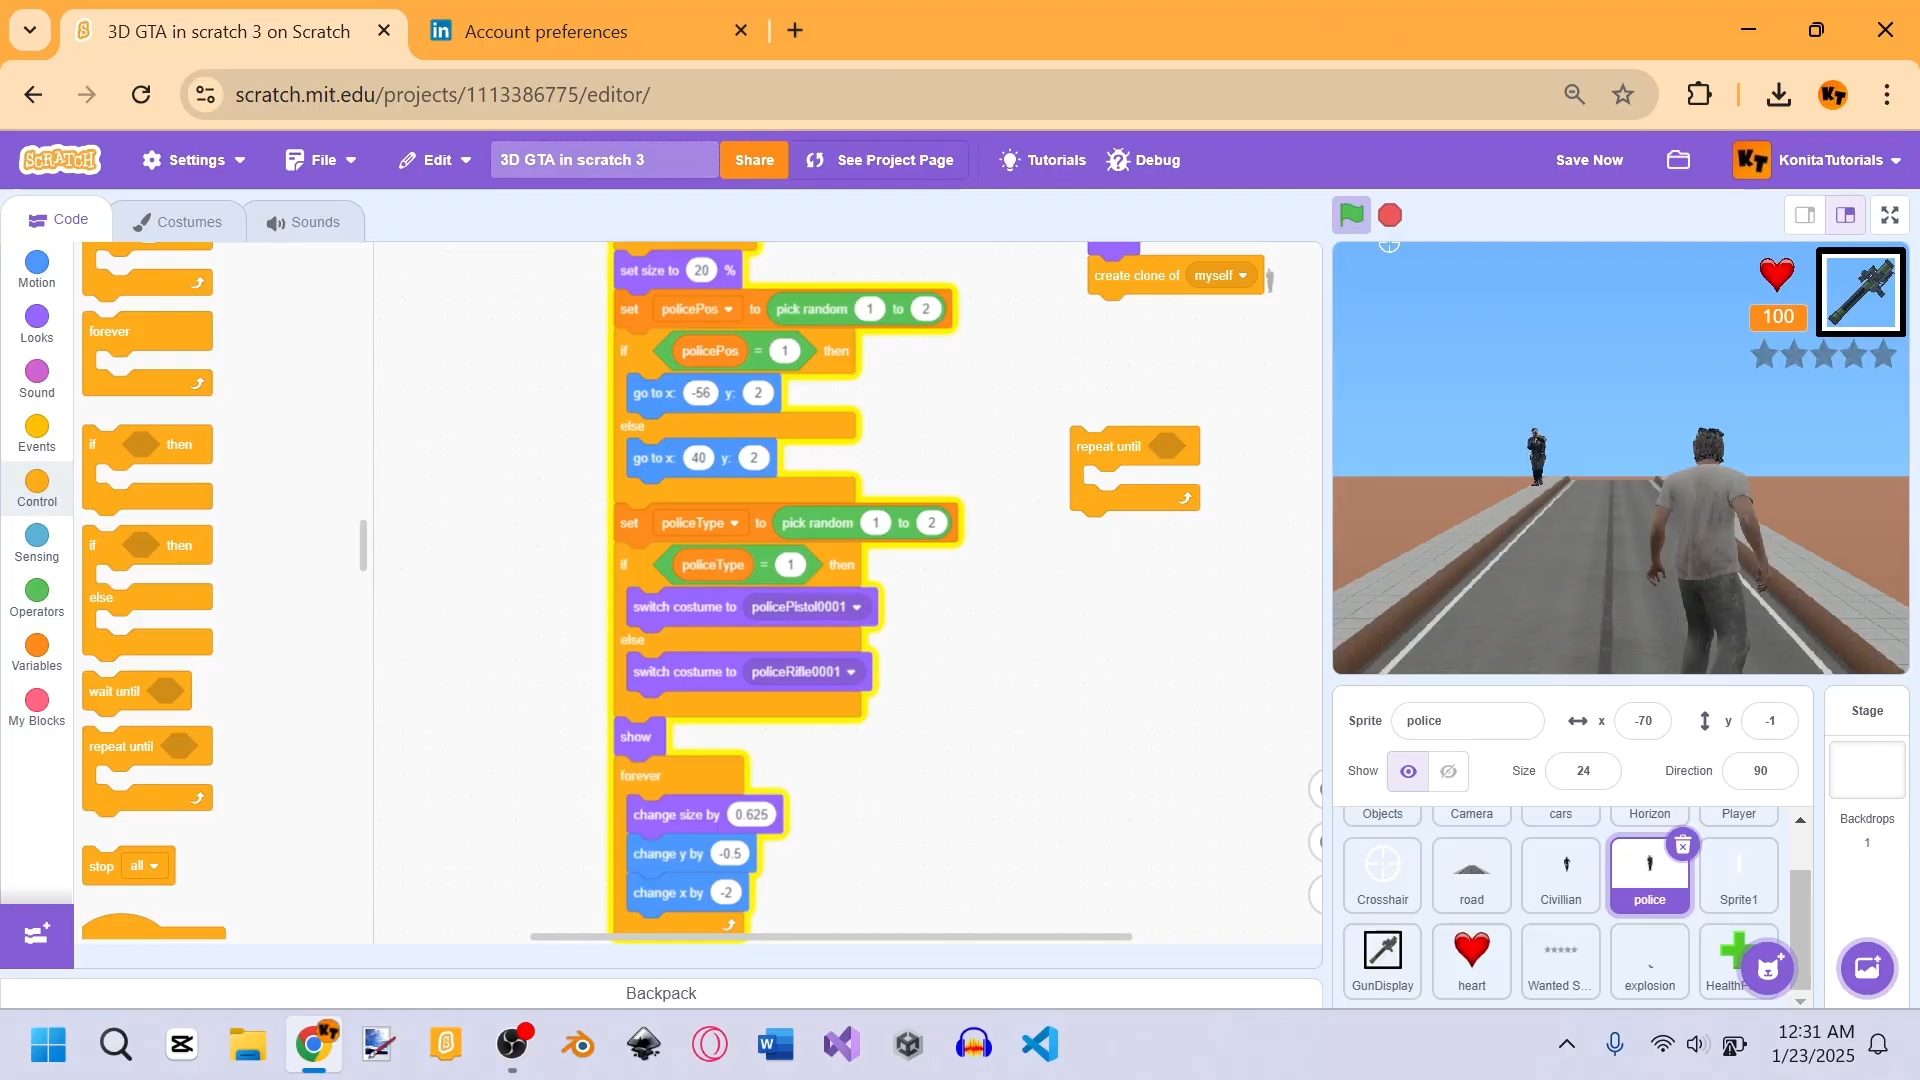 3D GTA in scratch 3 on Scratch
Account preferences
scratch.mit.edu/projects/1113386775/editor/
SCRATCH
Settings
File
Edit
3D GTA in scratch 3
Share
See Project Page
Tutorials
Debug
Save Now
KT
KonitaTutorials
Code
Costumes
Sounds
Motion
Looks
Sound
Events
Control
Sensing
Operators
Variables
My Blocks
forever
if then
if then
else
wait until
repeat until
stop all
set size to 20 %
set policePos to pick random 1 to 2
if policePos = 1 then
go to x: -56 y: 2
else
go to x: 40 y: 2
set policeType to pick random 1 to 2
if policeType = 1 then
switch costume to policePistol0001
else
switch costume to policeRifle0001
show
forever
change size by 0.625
change y by -0.5
change x by -2
create clone of myself
repeat until
Backpack
100
Sprite police x -70 y -1
Show Size 24 Direction 90
Stage
Backdrops
1
Objects Camera cars Horizon Player
Crosshair road Civillian police Sprite1
GunDisplay heart Wanted S... explosion
12:31 AM
1/23/2025